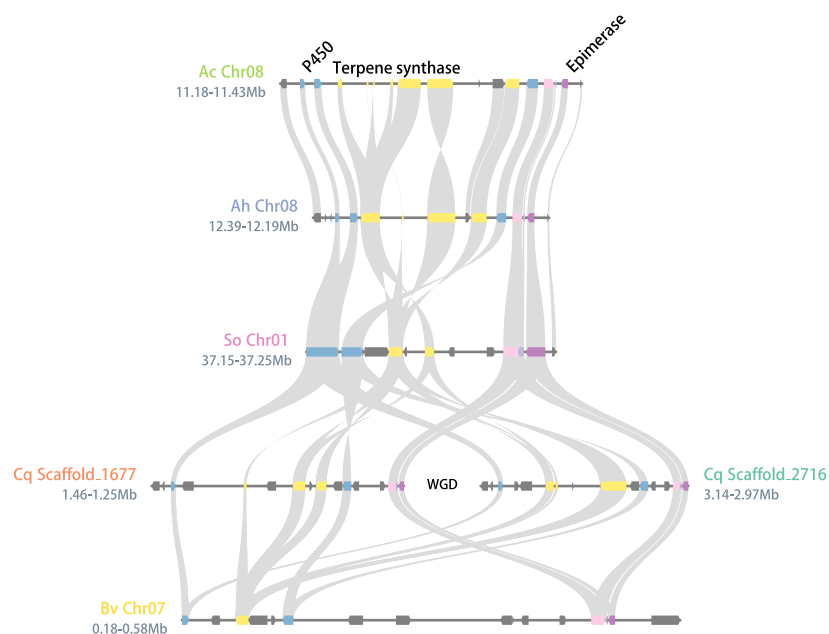 P450
Terpene synthase
Epimerase
Ac Chr08
11.18-11.43Mb
Ah Chr08
12.39-12.19Mb
So Chr01
37.15-37.25Mb
Cq Scaffold_1677
1.46-1.25Mb
WGD
Cq Scaffold_2716
3.14-2.97Mb
Bv Chr07
0.18-0.58Mb